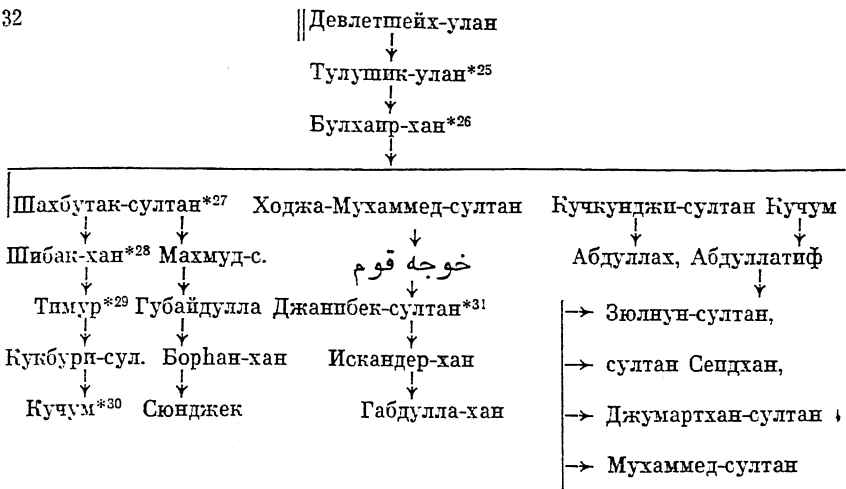 32
Девлетшейх-улан
Тулушик-улан*25
Булхаир-хан*26
Шахбутак-султан*27 Ходжа-Мухаммед-султан Кучкунджи-султан Кучум
Шибак-хан*28 Махмуд-с. خوجه قوم Абдуллах, Абдуллатиф
Тимур*29 Губайдулла Джанибек-султан*31 Зюлнун-султан,
Кукбури-сул. Борһан-хан Искандер-хан султан Сеидхан,
Кучум*30 Сюнджек Габдулла-хан Джумартхан-султан
Мухаммед-султан